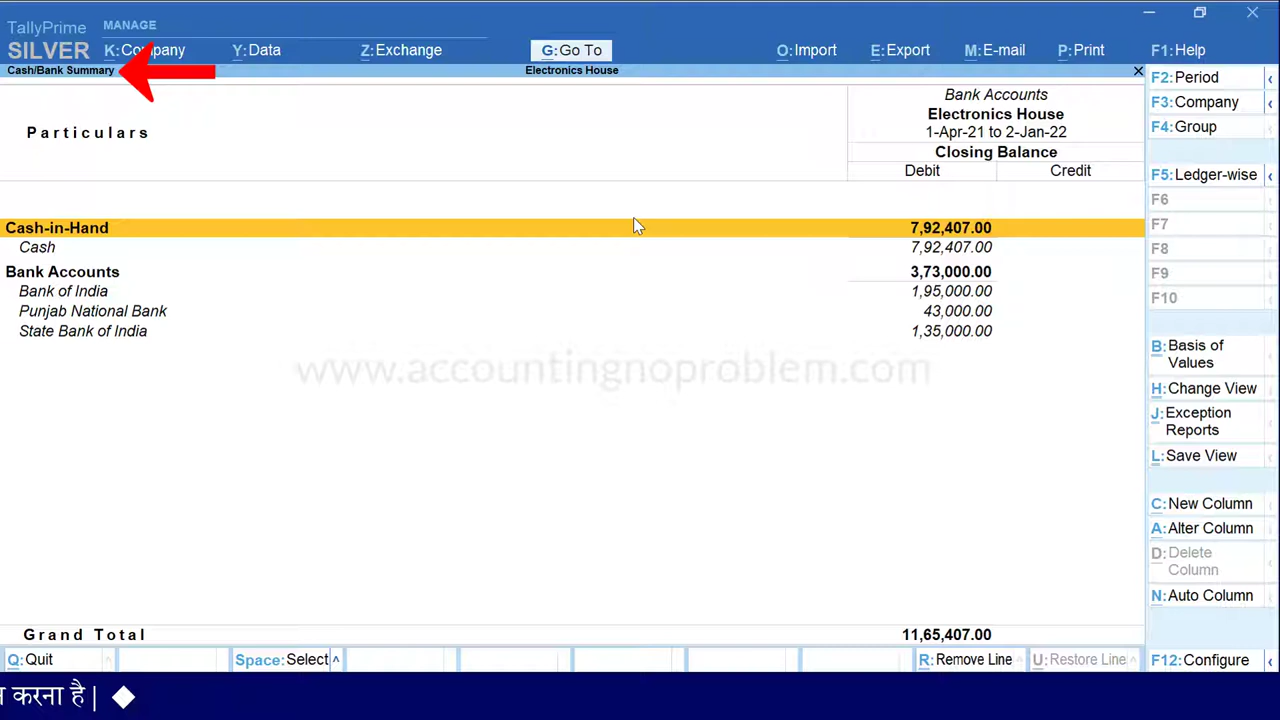 TallyPrime MANAGE
SILVER K:Company Y:Data Z:Exchange G:Go To O:Import E:Export M:E-mail P:Print F1:Help
Cash/Bank Summary Electronics House
F2:Period
F3:Company
F4:Group
F5:Ledger-wise
F6
F7
F8
F9
F10
B:Basis of
Values
H:Change View
J:Exception
Reports
L:Save View
C:New Column
A:Alter Column
D:Delete
Column
N:Auto Column
F12:Configure
Particulars
Bank Accounts
Electronics House
1-Apr-21 to 2-Jan-22
Closing Balance
Debit Credit
Cash-in-Hand 7,92,407.00
Cash 7,92,407.00
Bank Accounts 3,73,000.00
Bank of India 1,95,000.00
Punjab National Bank 43,000.00
State Bank of India 1,35,000.00
www.accountingnoproblem.com
Grand Total 11,65,407.00
Q:Quit Space:Select R:Remove Line U:Restore Line
करना है |